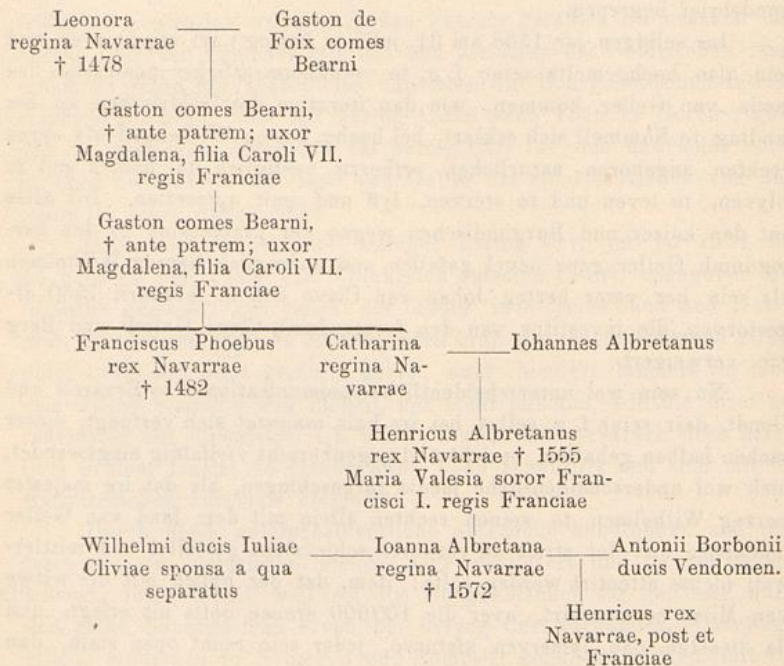 Leonora
regina Navarrae
† 1478
Gaston de
Foix comes
Bearni
Gaston comes Bearni,
† ante patrem; uxor
Magdalena, filia Caroli VII.
regis Franciae
Gaston comes Bearni,
† ante patrem; uxor
Magdalena, filia Caroli VII.
regis Franciae
Franciscus Phoebus
rex Navarrae
† 1482
Catharina
regina Na-
varrae
Iohannes Albretanus
Henricus Albretanus
rex Navarrae † 1555
Maria Valesia soror Fran-
cisci I. regis Franciae
Wilhelmi ducis Iuliae
Cliviae sponsa a qua
separatus
Ioanna Albretana
regina Navarrae
† 1572
Antonii Borbonii
ducis Vendomen.
Henricus rex
Navarrae, post et
Franciae